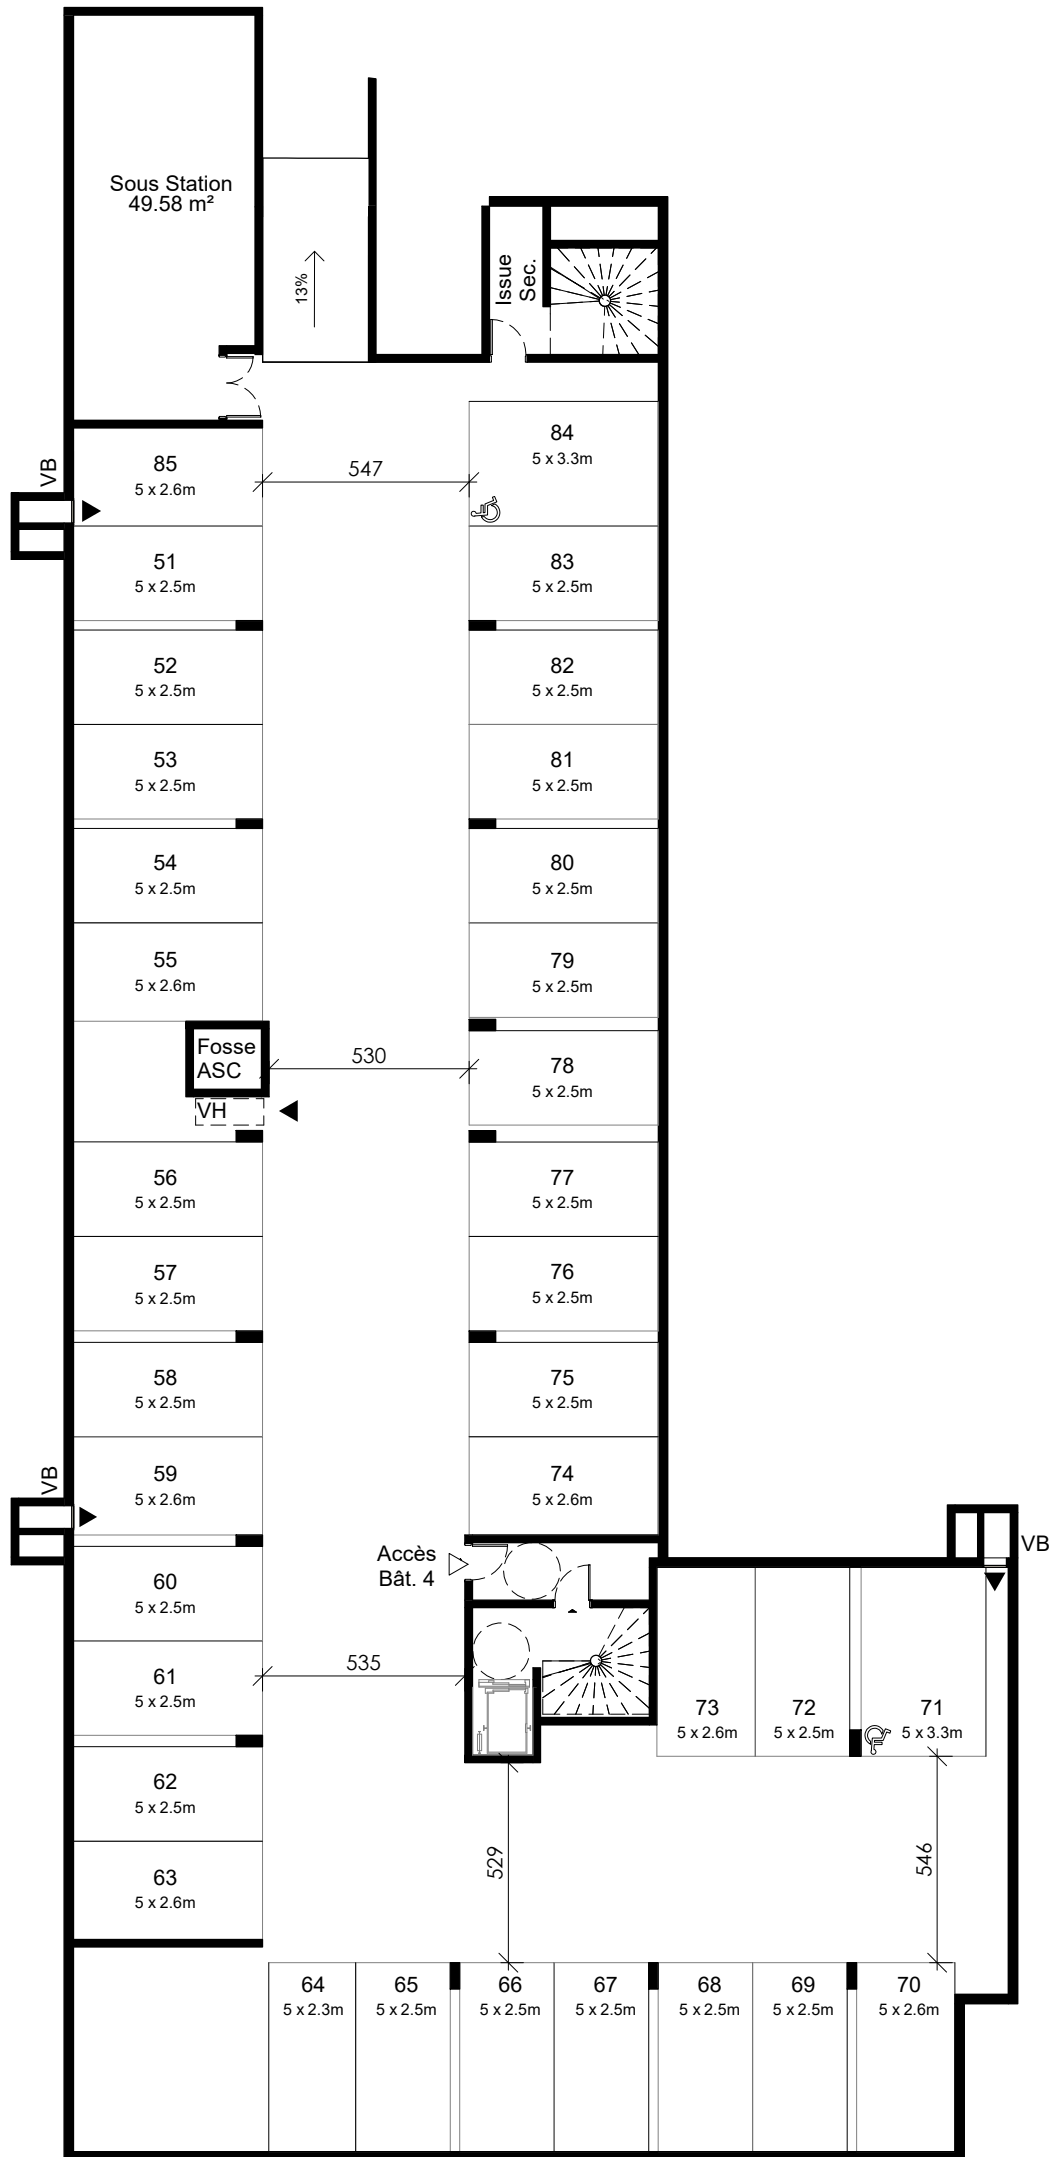 Sous Station
49.58 m²
13%
Issue
Sec.
84
5 x 3.3m
VB
85
5 x 2.6m
547
51
5 x 2.5m
83
5 x 2.5m
52
5 x 2.5m
82
5 x 2.5m
53
5 x 2.5m
81
5 x 2.5m
54
5 x 2.5m
80
5 x 2.5m
55
5 x 2.6m
79
5 x 2.5m
Fosse
ASC
530
78
5 x 2.5m
VH
56
5 x 2.5m
77
5 x 2.5m
57
5 x 2.5m
76
5 x 2.5m
58
5 x 2.5m
75
5 x 2.5m
VB
59
5 x 2.6m
74
5 x 2.6m
Accès
Bât. 4
VB
60
5 x 2.5m
61
5 x 2.5m
535
73
5 x 2.6m
72
5 x 2.5m
71
5 x 3.3m
62
5 x 2.5m
63
5 x 2.6m
529
546
64
5 x 2.3m
65
5 x 2.5m
66
5 x 2.5m
67
5 x 2.5m
68
5 x 2.5m
69
5 x 2.5m
70
5 x 2.6m